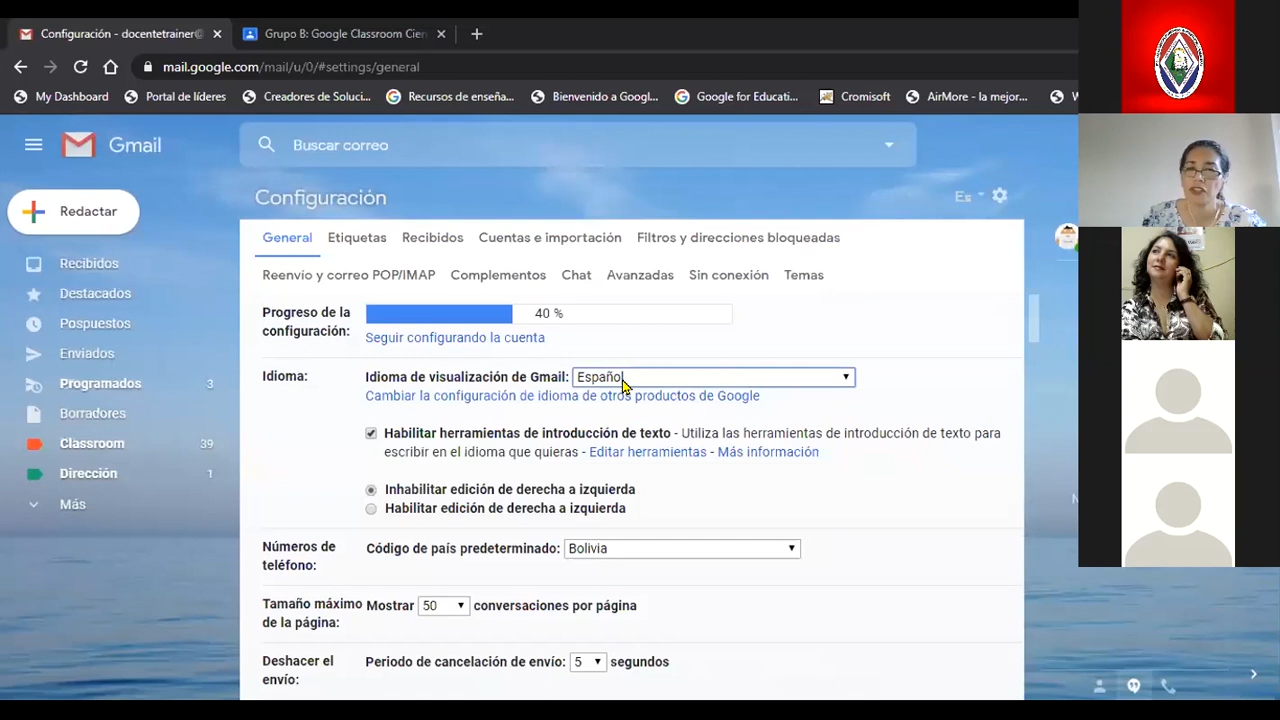 Configuración - docentetrainer@
Grupo B: Google Classroom Cien
mail.google.com/mail/u/0/#settings/general
My Dashboard
Portal de líderes
Creadores de Soluci...
Recursos de enseña...
Bienvenido a Googl...
Google for Educati...
Cromisoft
AirMore - la mejor...
Gmail
Buscar correo
Redactar
Recibidos
Destacados
Pospuestos
Enviados
Programados 3
Borradores
Classroom 39
Dirección 1
Más
Configuración
Es
General Etiquetas Recibidos Cuentas e importación Filtros y direcciones bloqueadas
Reenvío y correo POP/IMAP Complementos Chat Avanzadas Sin conexión Temas
Progreso de la
configuración:
40 %
Seguir configurando la cuenta
Idioma:
Idioma de visualización de Gmail: Español
Cambiar la configuración de idioma de otros productos de Google
Habilitar herramientas de introducción de texto - Utiliza las herramientas de introducción de texto para
escribir en el idioma que quieras - Editar herramientas - Más información
Inhabilitar edición de derecha a izquierda
Habilitar edición de derecha a izquierda
Números de
teléfono:
Código de país predeterminado: Bolivia
Tamaño máximo
de la página:
Mostrar 50 conversaciones por página
Deshacer el
envío:
Periodo de cancelación de envío: 5 segundos